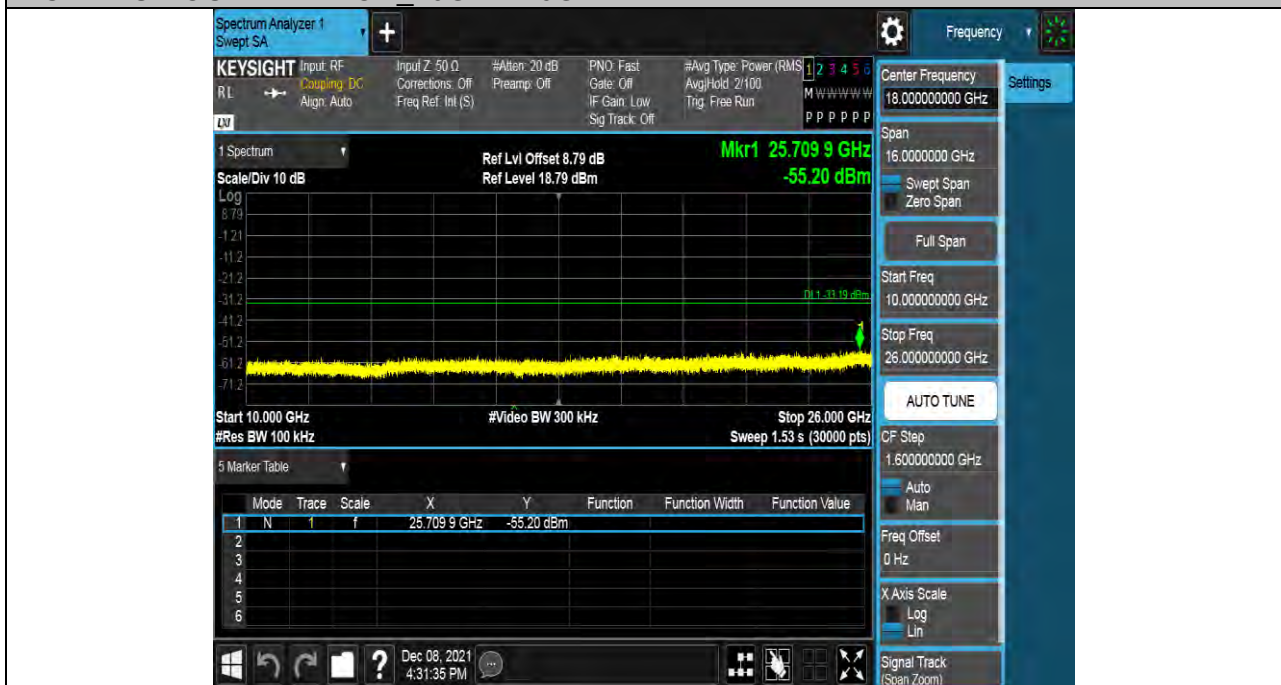 Spectrum Analyzer 1
Swept SA
+
Frequency
KEYSIGHT
RL
LXI
Input: RF
Coupling: DC
Align: Auto
Input Z: 50 Ω
Corrections: Off
Freq Ref: Int (S)
#Atten: 20 dB
Preamp: Off
PNO: Fast
Gate: Off
IF Gain: Low
Sig Track: Off
#Avg Type: Power (RMS
Avg|Hold: 2/100
Trig: Free Run
1 2 3 4 5 6
M W W W W W
P P P P P P
1 Spectrum
Scale/Div 10 dB
Ref Lvl Offset 8.79 dB
Ref Level 18.79 dBm
Mkr1 25.709 9 GHz
-55.20 dBm
Log
8.79
-1.21
-11.2
-21.2
-31.2
-41.2
-51.2
-61.2
-71.2
DL1 -33.19 dBm
1
Start 10.000 GHz
#Video BW 300 kHz
Stop 26.000 GHz
#Res BW 100 kHz
Sweep 1.53 s (30000 pts)
5 Marker Table
Mode Trace Scale X Y Function Function Width Function Value
1 N 1 f 25.709 9 GHz -55.20 dBm
2
3
4
5
6
?
Dec 08, 2021
4:31:35 PM
Center Frequency
18.000000000 GHz
Span
16.0000000 GHz
Swept Span
Zero Span
Full Span
Start Freq
10.000000000 GHz
Stop Freq
26.000000000 GHz
AUTO TUNE
CF Step
1.600000000 GHz
Auto
Man
Freq Offset
0 Hz
X Axis Scale
Log
Lin
Signal Track
(Span Zoom)
Settings